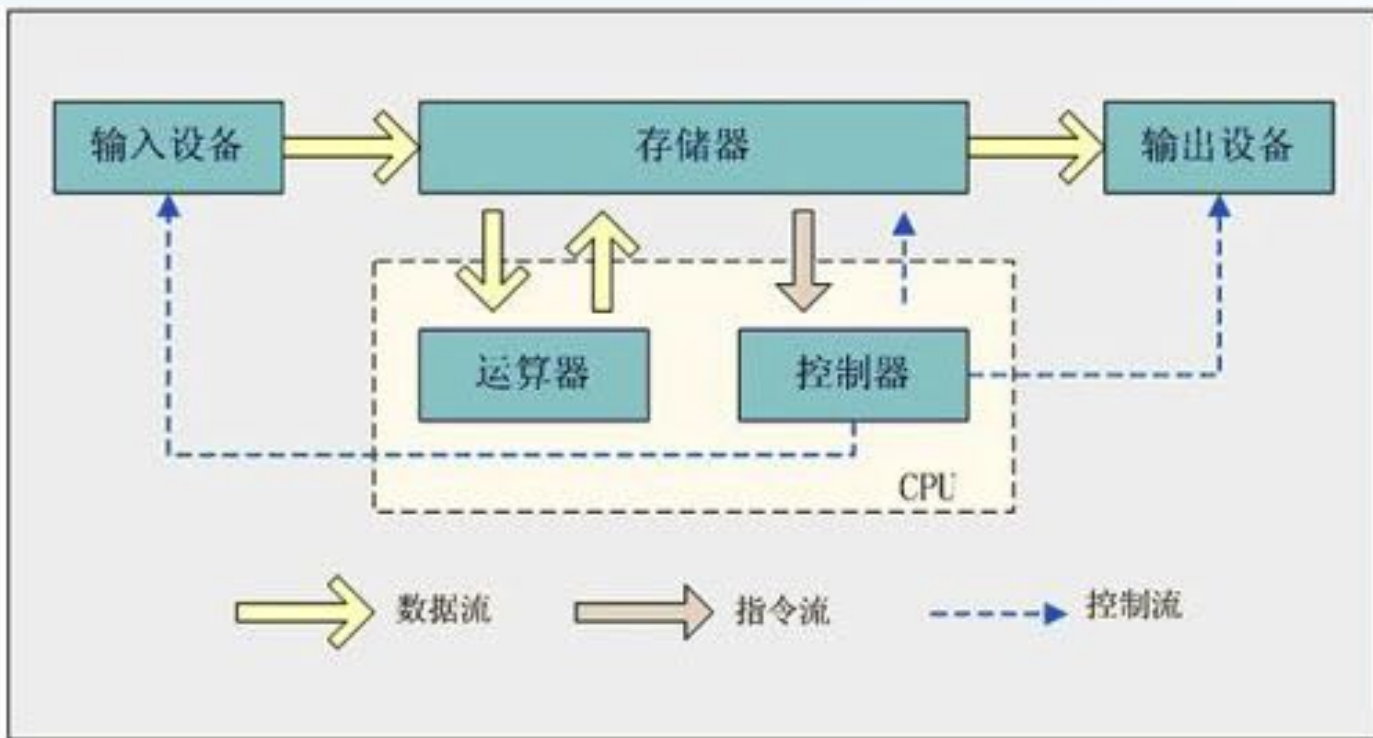 输入设备
存储器
输出设备
运算器
控制器
CPU
数据流
指令流
控制流